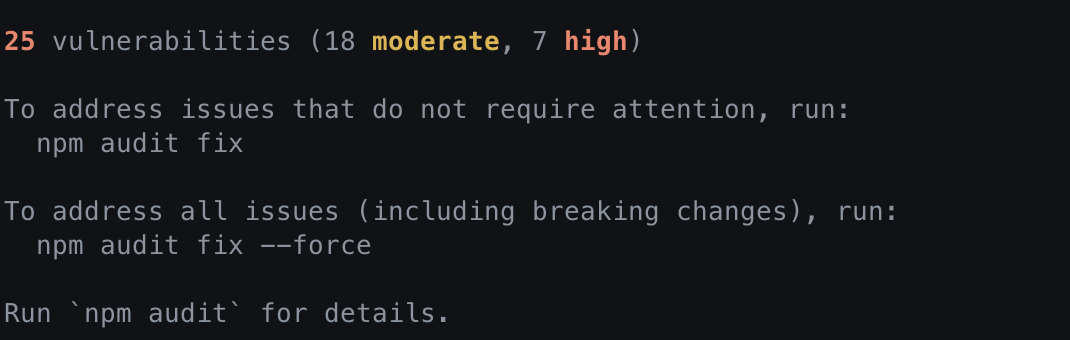 25 vulnerabilities (18 moderate, 7 high)
To address issues that do not require attention, run:
  npm audit fix
To address all issues (including breaking changes), run:
  npm audit fix --force
Run `npm audit` for details.